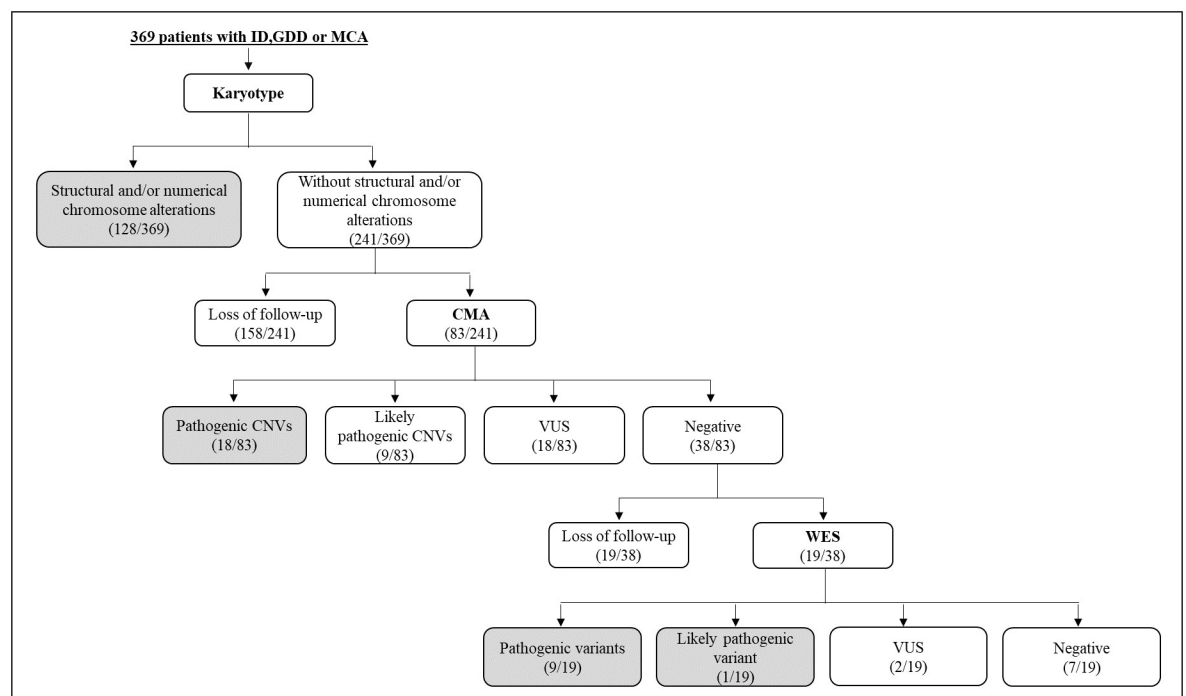 369 patients with ID,GDD or MCA
Karyotype
Structural and/or numerical
chromosome alterations
(128/369)
Without structural and/or
numerical chromosome
alterations
(241/369)
Loss of follow-up
(158/241)
CMA
(83/241)
Pathogenic CNVs
(18/83)
Likely
pathogenic CNVs
(9/83)
VUS
(18/83)
Negative
(38/83)
Loss of follow-up
(19/38)
WES
(19/38)
Pathogenic variants
(9/19)
Likely pathogenic
variant
(1/19)
VUS
(2/19)
Negative
(7/19)